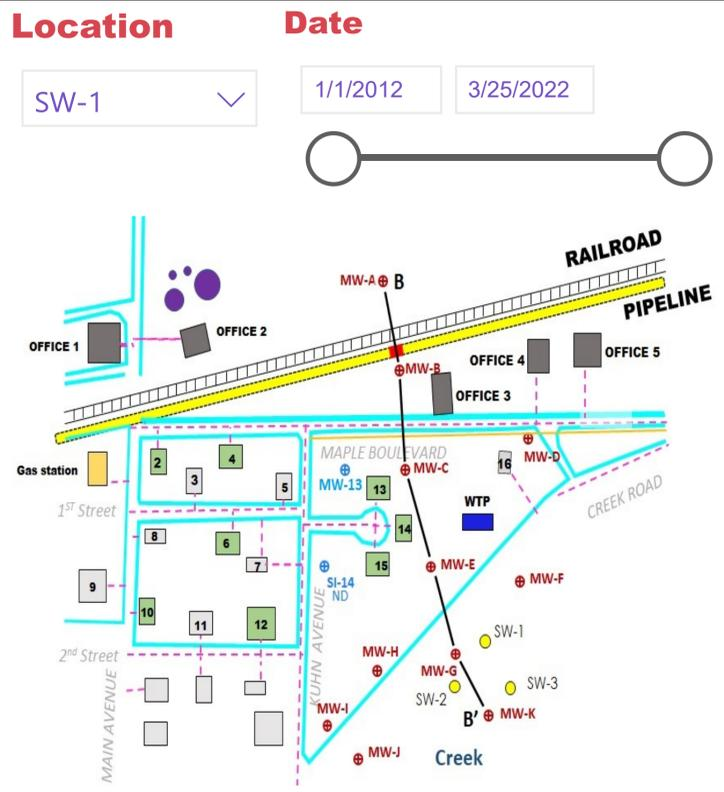 Location
Date
SW-1
1/1/2012
3/25/2022
RAILROAD
MW-A
B
PIPELINE
OFFICE 1
OFFICE 2
OFFICE 4
OFFICE 5
MW-B
OFFICE 3
Gas station
2
4
MAPLE BOULEVARD
MW-C
MW-D
16
3
5
MW-13
13
CREEK ROAD
1ST Street
WTP
8
6
14
7
15
MW-E
9
SI-14
ND
MW-F
10
11
12
KUHN AVENUE
SW-1
2nd Street
MW-H
MW-G
SW-2
SW-3
MAIN AVENUE
MW-I
B'
MW-K
MW-J
Creek